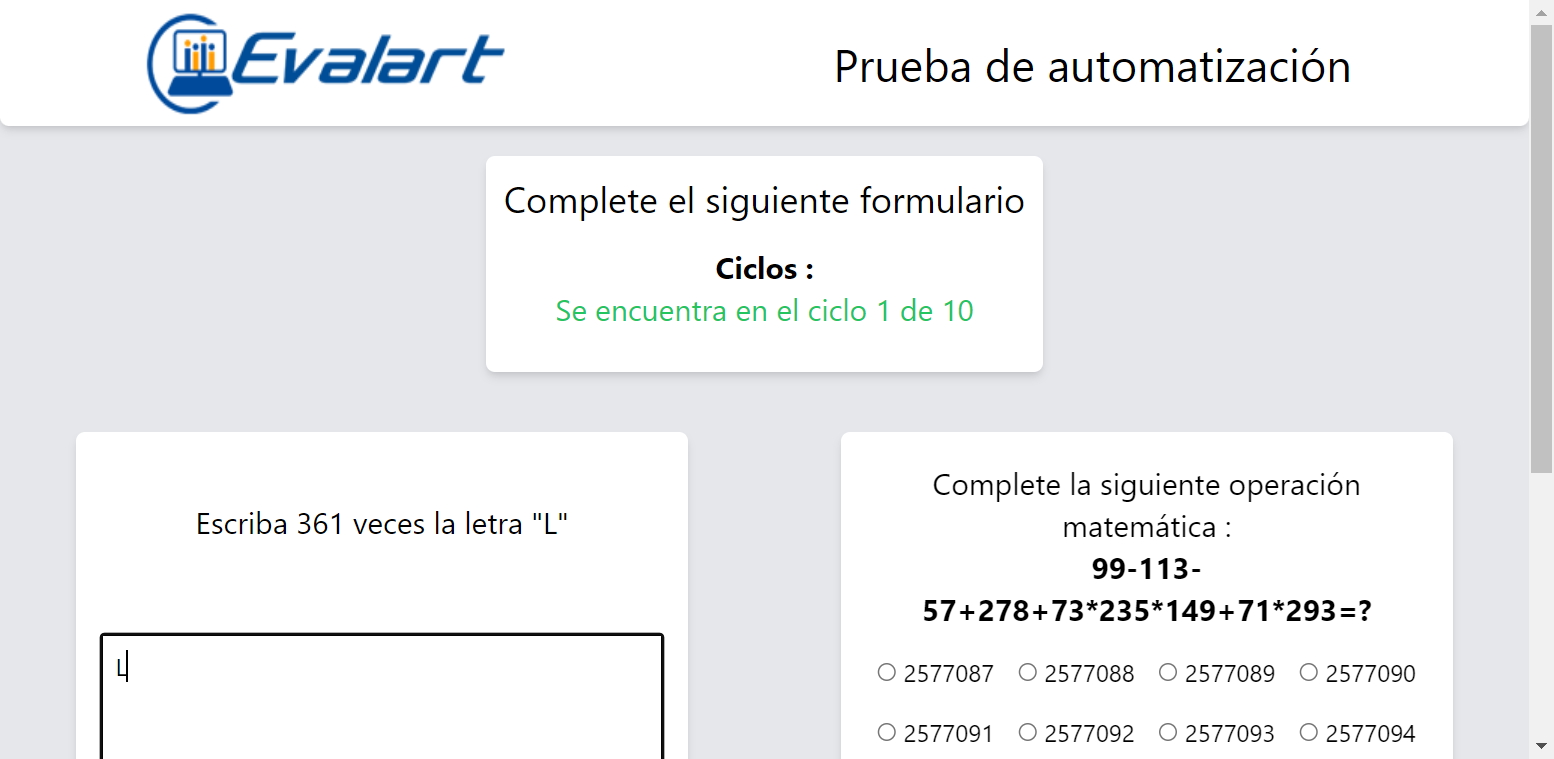 Evalart
Prueba de automatización
Complete el siguiente formulario
Ciclos :
Se encuentra en el ciclo 1 de 10
Escriba 361 veces la letra "L"
L
Complete la siguiente operación
matemática :
99-113-
57+278+73*235*149+71*293=?
2577087 2577088 2577089 2577090
2577091 2577092 2577093 2577094